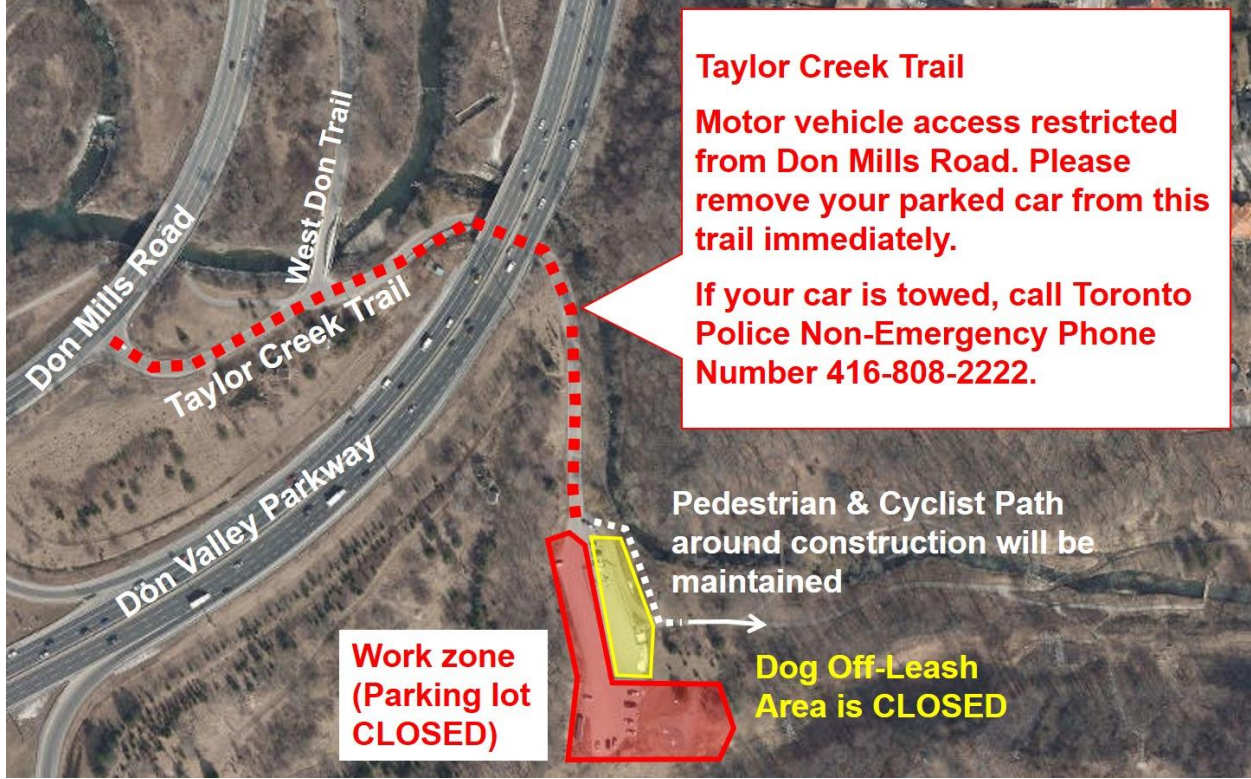 Taylor Creek Trail
Motor vehicle access restricted
from Don Mills Road. Please
remove your parked car from this
trail immediately.
If your car is towed, call Toronto
Police Non-Emergency Phone
Number 416-808-2222.
Don Mills Road
West Don Trail
Taylor Creek Trail
Don Valley Parkway
Pedestrian & Cyclist Path
around construction will be
maintained
Work zone
(Parking lot
CLOSED)
Dog Off-Leash
Area is CLOSED